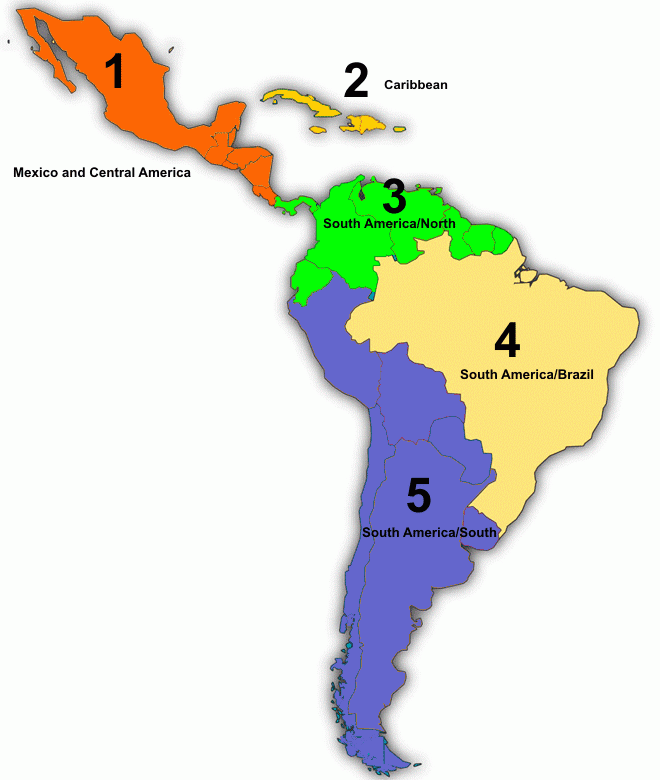 1
2
Caribbean
Mexico and Central America
3
South America/North
4
South America/Brazil
5
South America/South